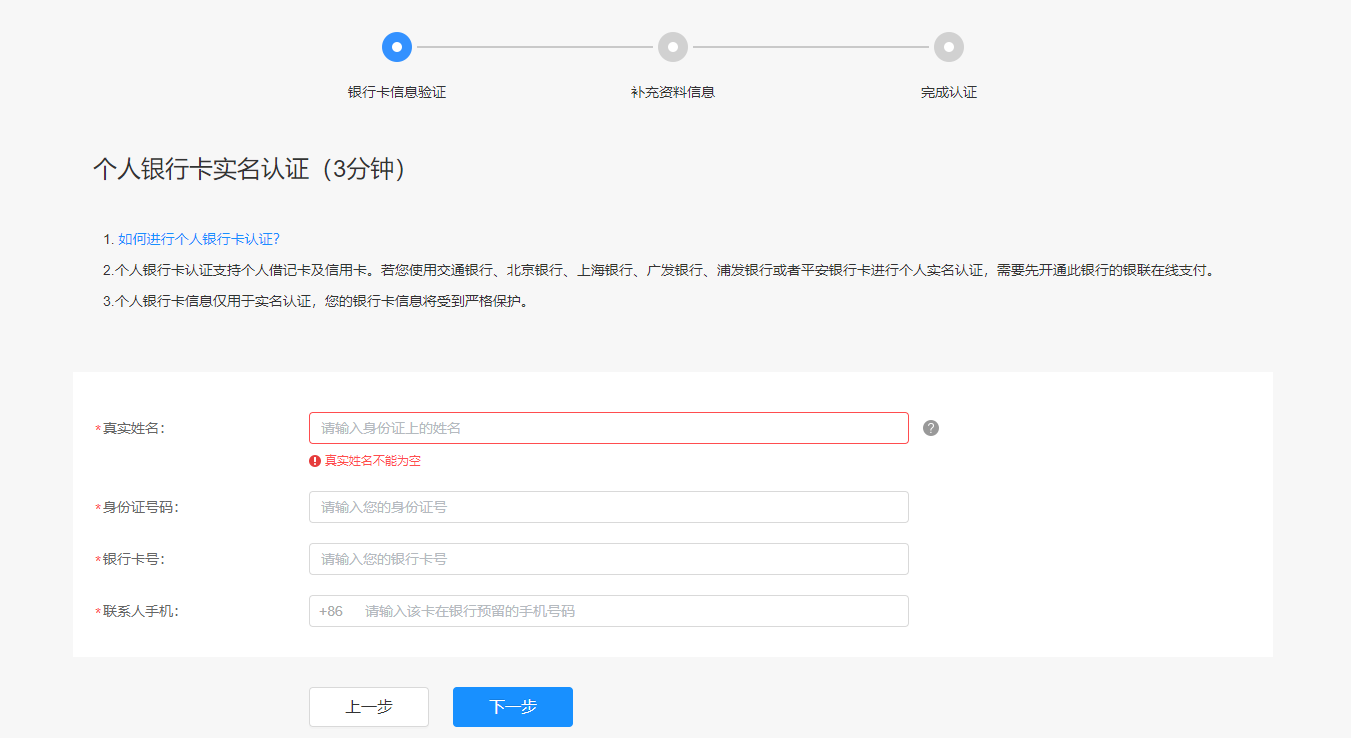 银行卡信息验证
补充资料信息
完成认证
个人银行卡实名认证（3分钟）
1. 如何进行个人银行卡认证?
2.个人银行卡认证支持个人借记卡及信用卡。若您使用交通银行、北京银行、上海银行、广发银行、浦发银行或者平安银行卡进行个人实名认证，需要先开通此银行的银联在线支付。
3.个人银行卡信息仅用于实名认证，您的银行卡信息将受到严格保护。
*真实姓名:
请输入身份证上的姓名
?
真实姓名不能为空
*身份证号码:
请输入您的身份证号
*银行卡号:
请输入您的银行卡号
*联系人手机:
+86 请输入该卡在银行预留的手机号码
上一步
下一步